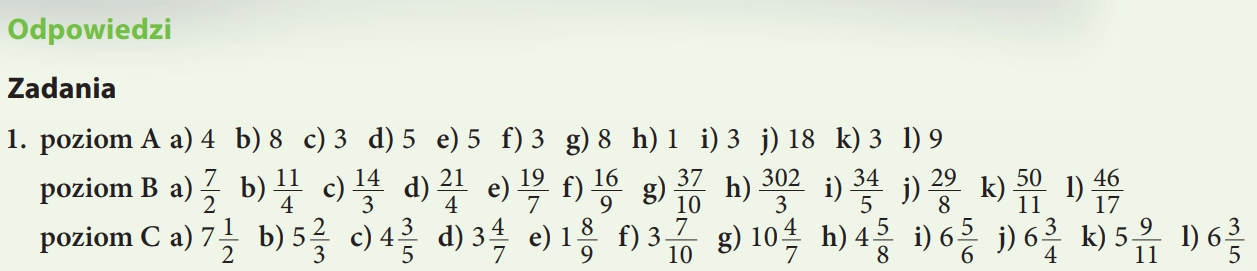 Odpowiedzi
Zadania
1. poziom A a) 4 b) 8 c) 3 d) 5 e) 5 f) 3 g) 8 h) 1 i) 3 j) 18 k) 3 l) 9
poziom B a) 7/2 b) 11/4 c) 14/3 d) 21/4 e) 19/7 f) 16/9 g) 37/10 h) 302/3 i) 34/5 j) 29/8 k) 50/11 l) 46/17
poziom C a) 7 1/2 b) 5 2/3 c) 4 3/5 d) 3 4/7 e) 1 8/9 f) 3 7/10 g) 10 4/7 h) 4 5/8 i) 6 5/6 j) 6 3/4 k) 5 9/11 l) 6 3/5